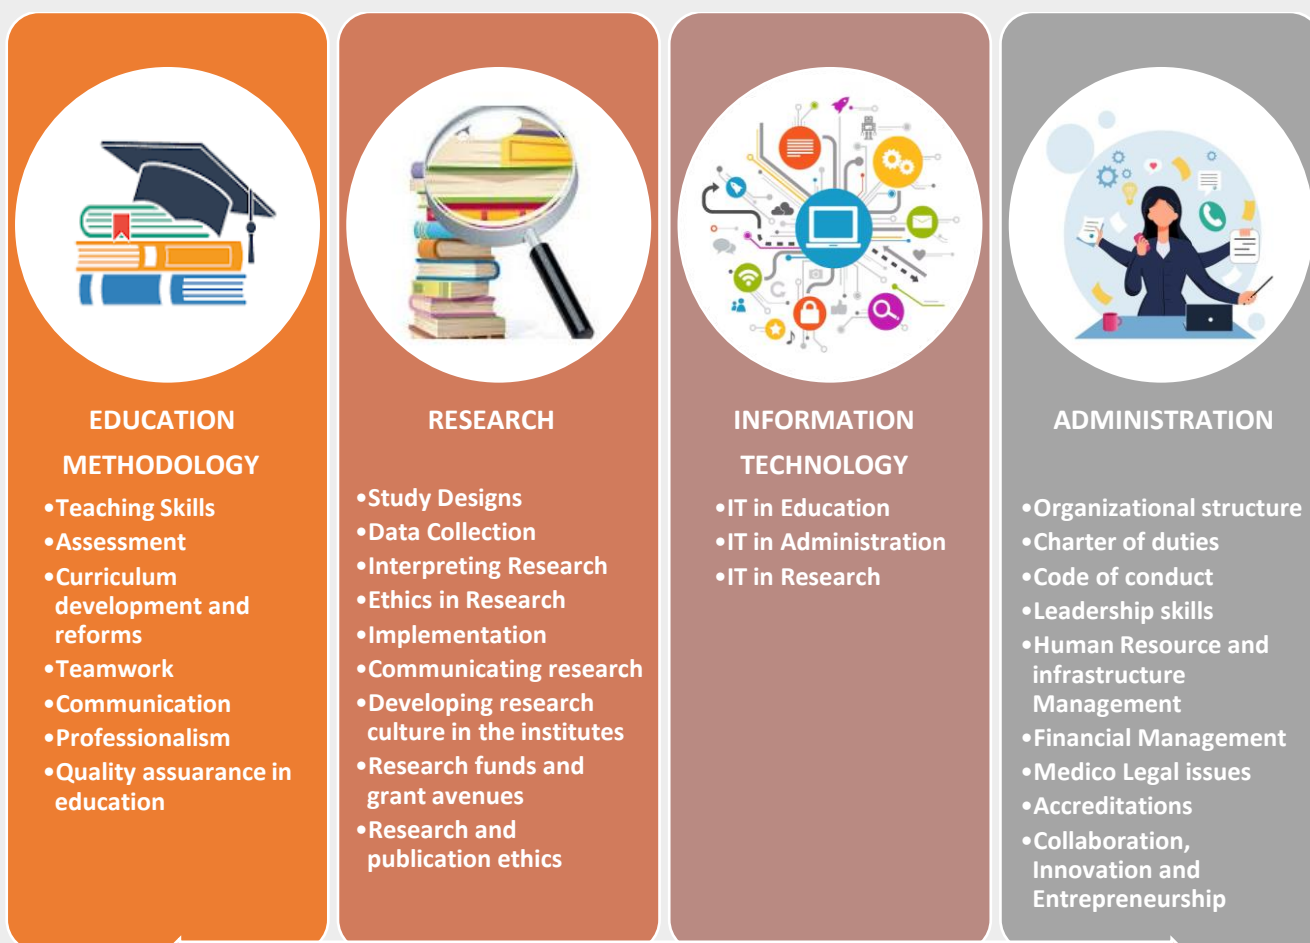 EDUCATION
METHODOLOGY
•Teaching Skills
•Assessment
•Curriculum
development and
reforms
•Teamwork
•Communication
•Professionalism
•Quality assuarance in
education
RESEARCH
•Study Designs
•Data Collection
•Interpreting Research
•Ethics in Research
•Implementation
•Communicating research
•Developing research
culture in the institutes
•Research funds and
grant avenues
•Research and
publication ethics
INFORMATION
TECHNOLOGY
•IT in Education
•IT in Administration
•IT in Research
ADMINISTRATION
•Organizational structure
•Charter of duties
•Code of conduct
•Leadership skills
•Human Resource and
infrastructure
Management
•Financial Management
•Medico Legal issues
•Accreditations
•Collaboration,
Innovation and
Entrepreneurship